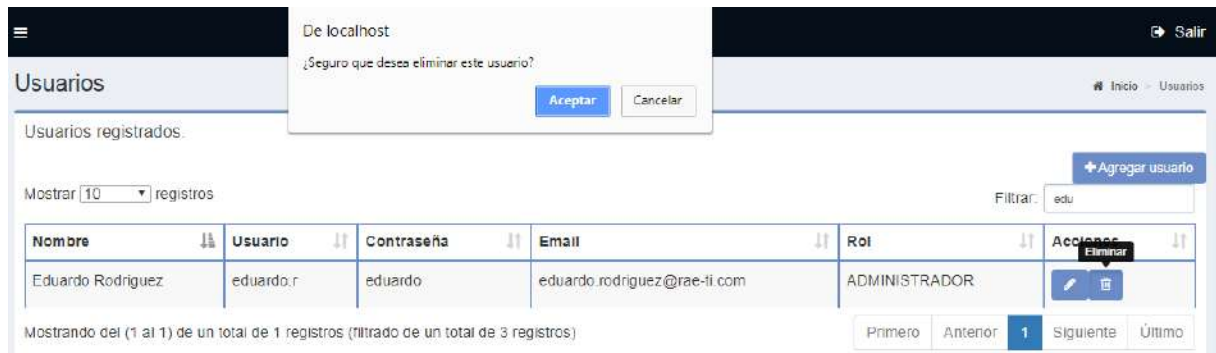 Salir
De localhost
¿Seguro que desea eliminar este usuario?
Aceptar Cancelar
Usuarios
Inicio > Usuarios
Usuarios registrados.
+Agregar usuario
Mostrar 10 registros
Filtrar: edu
Nombre Usuario Contraseña Email Rol Acciones
Eliminar
Eduardo Rodriguez eduardo.r eduardo eduardo.rodriguez@rae-ti.com ADMINISTRADOR
Mostrando del (1 al 1) de un total de 1 registros (filtrado de un total de 3 registros)
Primero Anterior 1 Siguiente Último